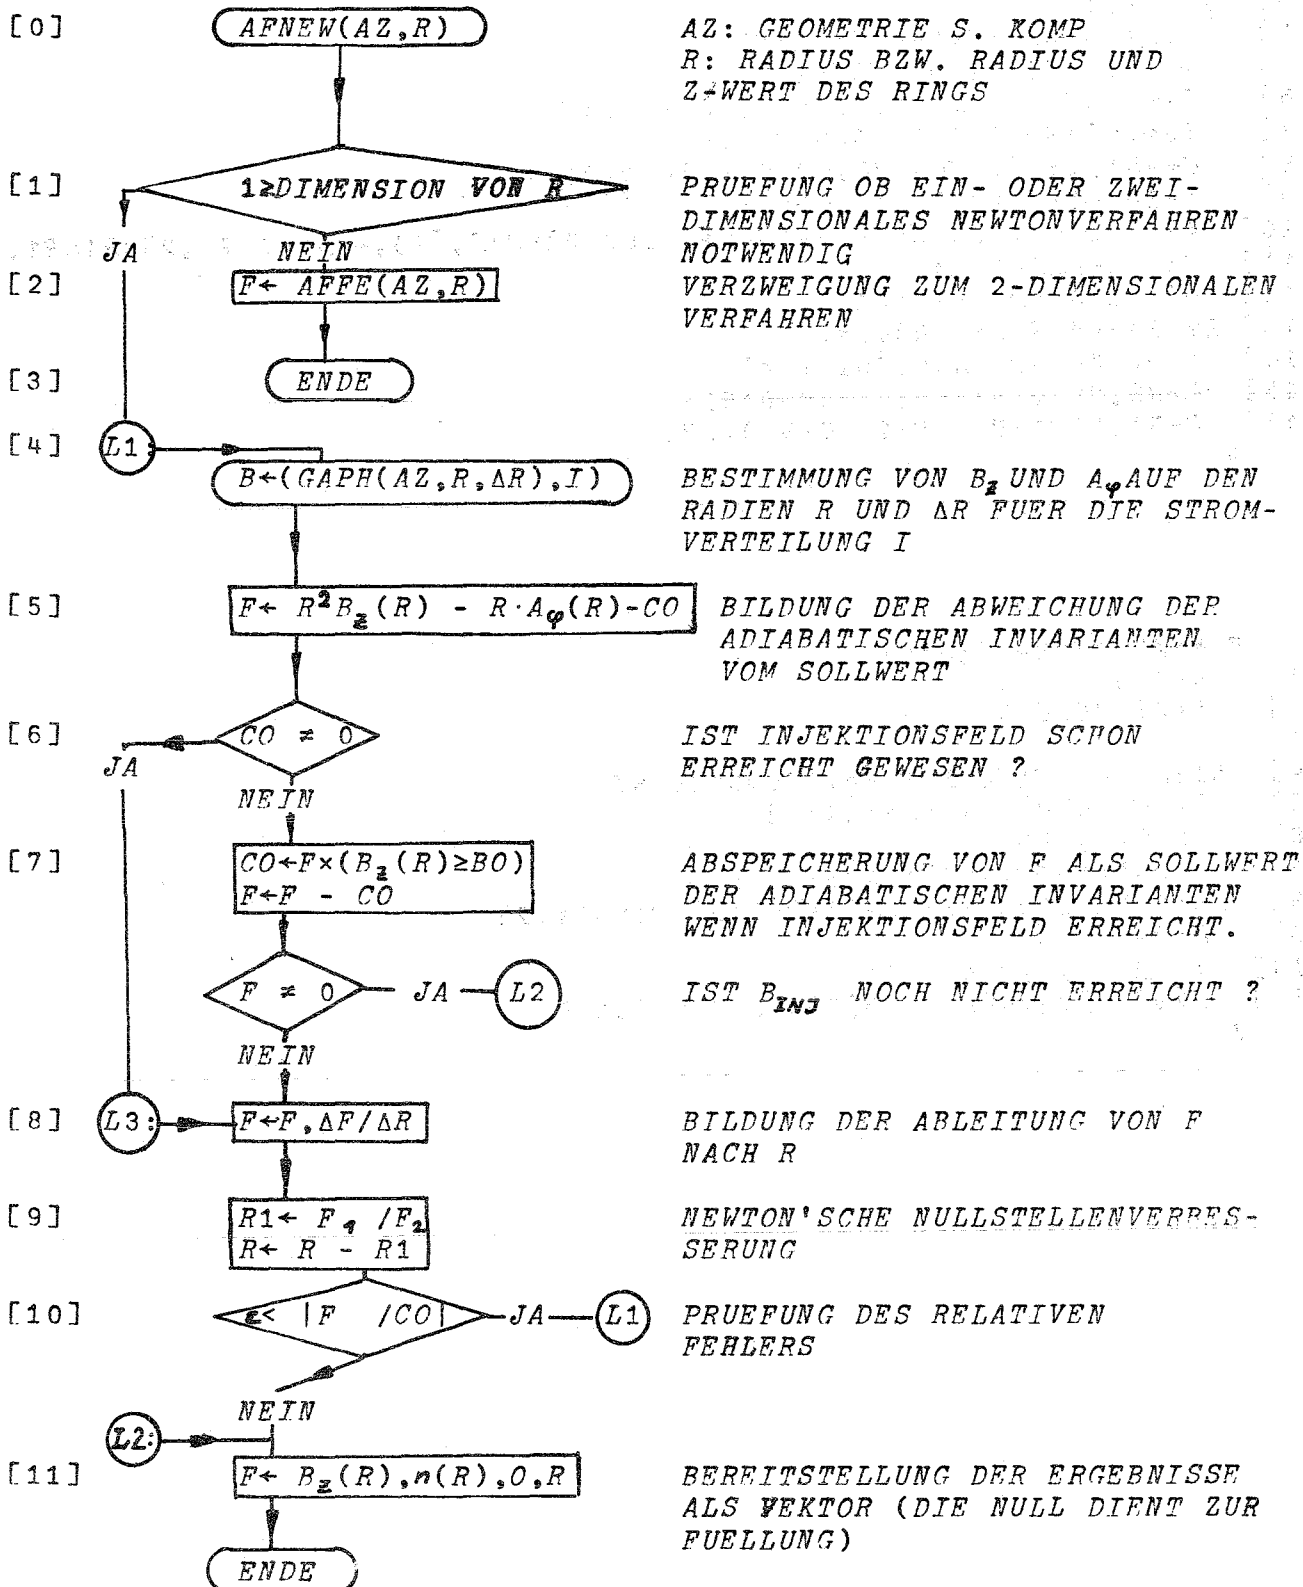 [0] AFNEW(AZ,R) AZ: GEOMETRIE S. KOMP
R: RADIUS BZW. RADIUS UND
Z-WERT DES RINGS
[1] 1≥DIMENSION VON R PRUEFUNG OB EIN- ODER ZWEI-
DIMENSIONALES NEWTONVERFAHREN
JA NEIN NOTWENDIG
[2] F← AFFE(AZ,R) VERZWEIGUNG ZUM 2-DIMENSIONALEN
VERFAHREN
[3] ENDE
[4] L1:
B←(GAPH(AZ,R,∆R),I) BESTIMMUNG VON Bz UND Aφ AUF DEN
RADIEN R UND ∆R FUER DIE STROM-
VERTEILUNG I
[5] F← R²Bz(R) - R·Aφ(R)-CO BILDUNG DER ABWEICHUNG DER
ADIABATISCHEN INVARIANTEN
VOM SOLLWERT
[6] CO ≠ 0 IST INJEKTIONSFELD SCHON
JA ERREICHT GEWESEN ?
NEIN
[7] CO←F×(Bz(R)≥BO) ABSPEICHERUNG VON F ALS SOLLWERT
F←F - CO DER ADIABATISCHEN INVARIANTEN
WENN INJEKTIONSFELD ERREICHT.
F ≠ 0 JA L2 IST BINJ NOCH NICHT ERREICHT ?
NEIN
[8] L3: F←F,∆F/∆R BILDUNG DER ABLEITUNG VON F
NACH R
[9] R1← F1 /F2 NEWTON'SCHE NULLSTELLENVERBES-
R← R - R1 SERUNG
[10] ε< |F /CO| JA L1 PRUEFUNG DES RELATIVEN
FEHLERS
NEIN
L2:
[11] F← Bz(R),n(R),0,R BEREITSTELLUNG DER ERGEBNISSE
ALS VEKTOR (DIE NULL DIENT ZUR
FUELLUNG)
ENDE